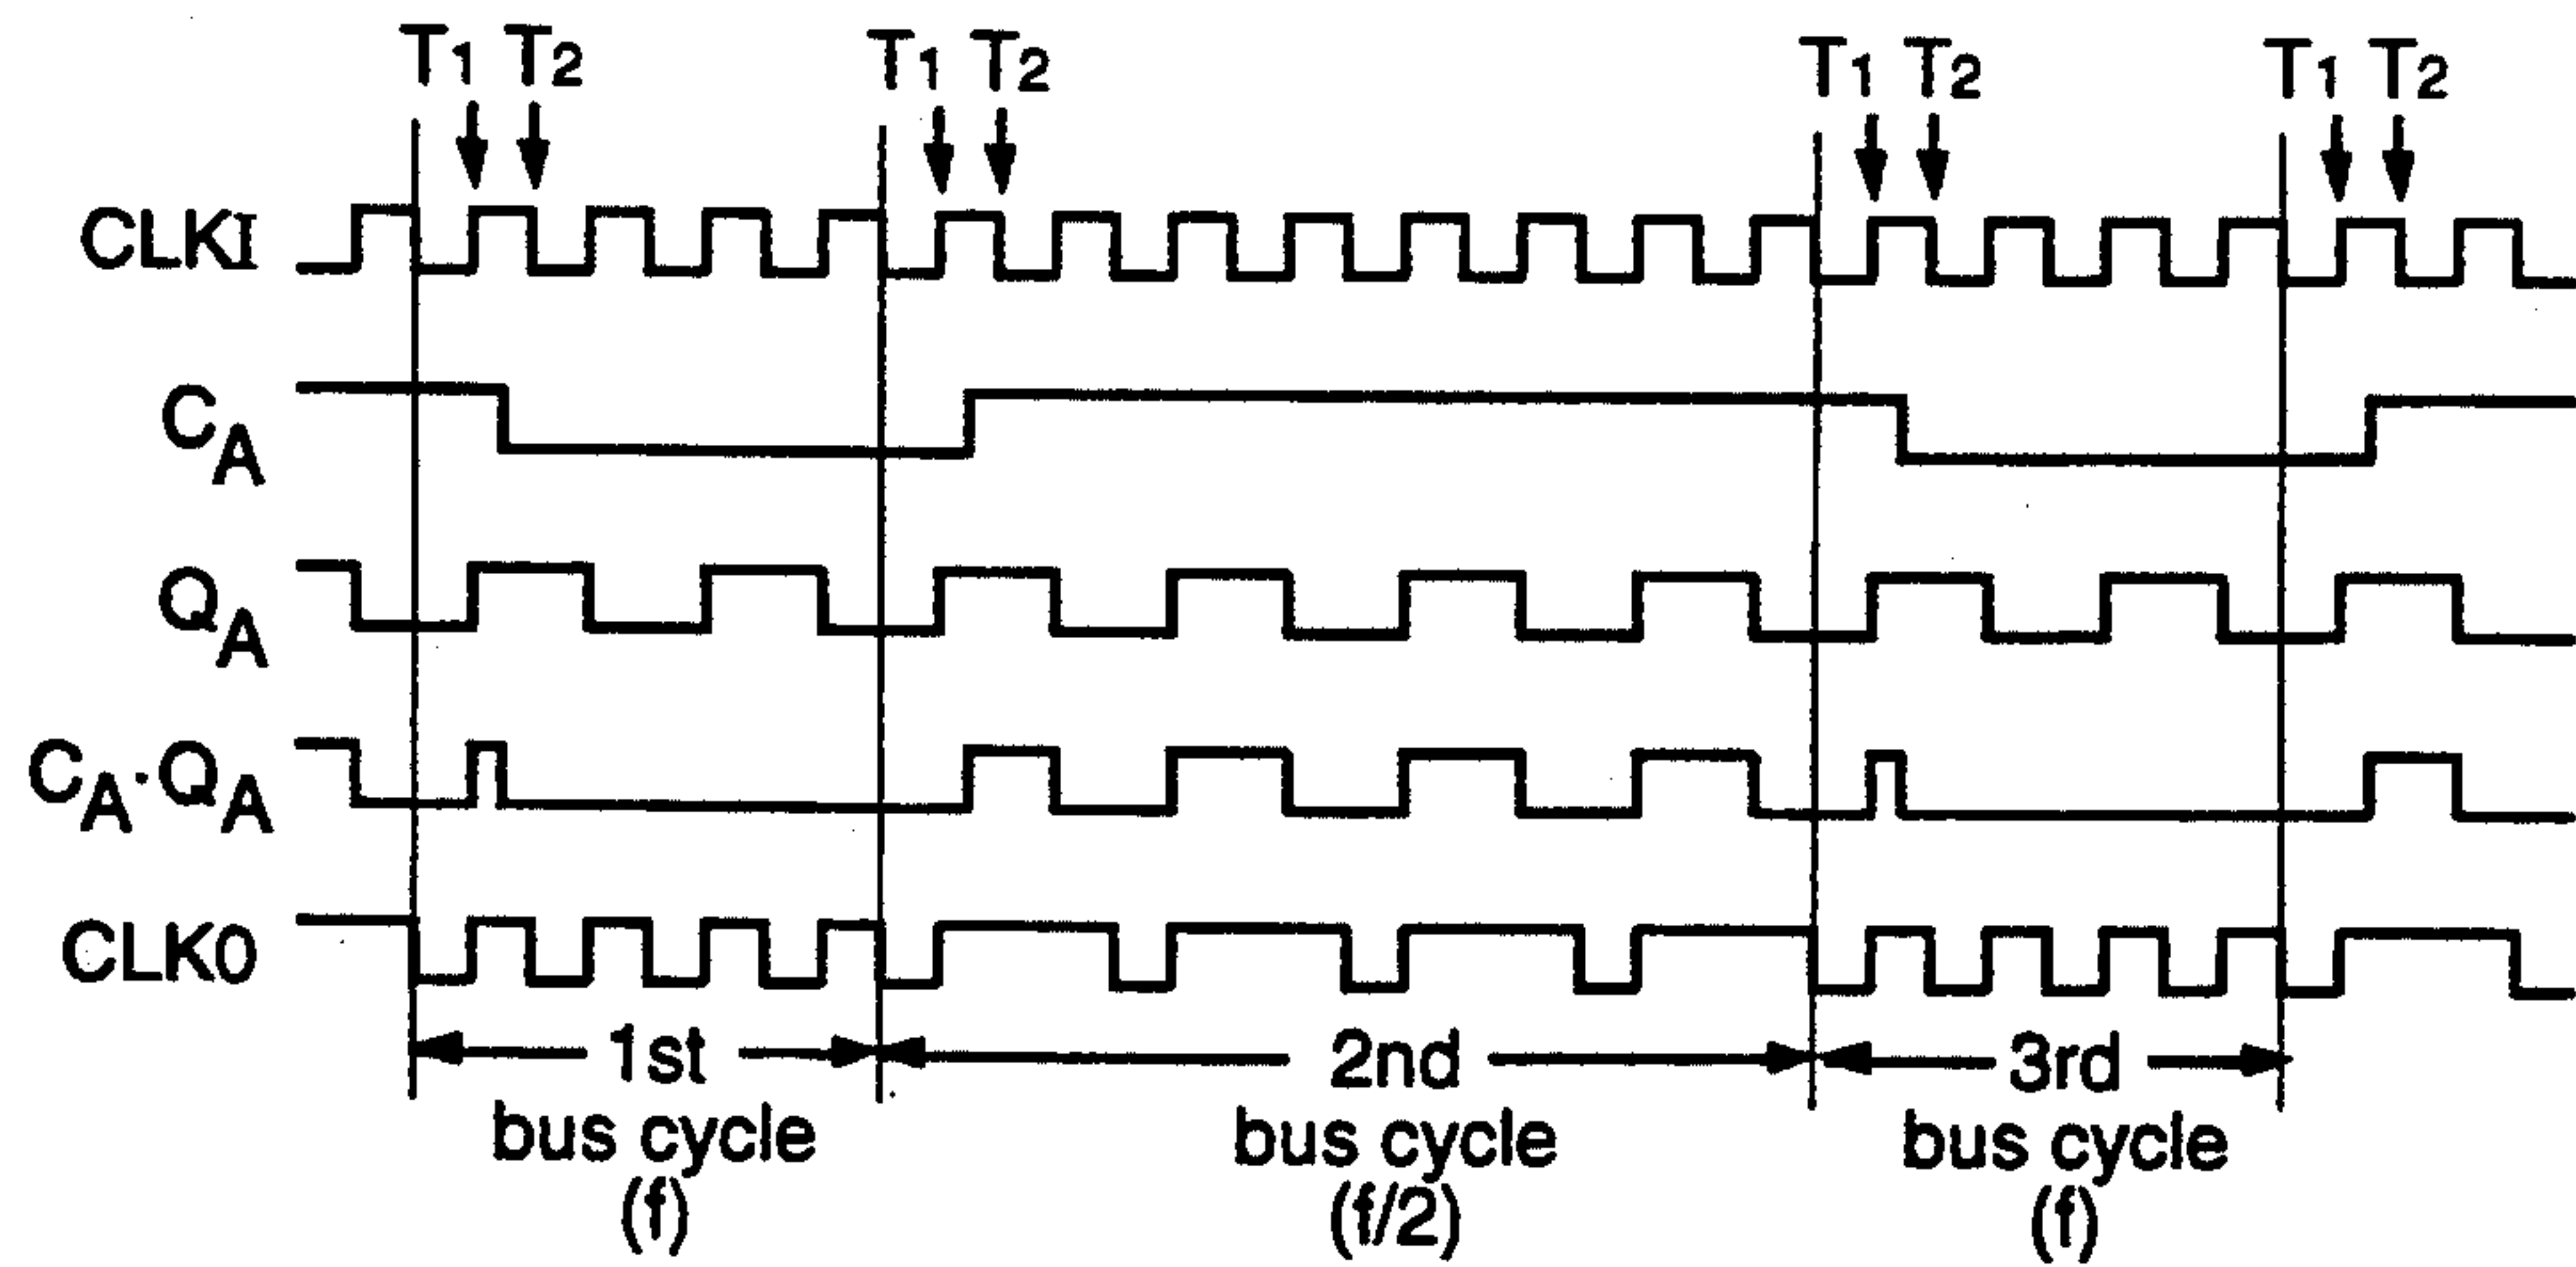 T1 T2 T1 T2 T1 T2 T1 T2
CLKI
CA
QA
CA·QA
CLK0
1st 2nd 3rd
bus cycle bus cycle bus cycle
(f) (f/2) (f)